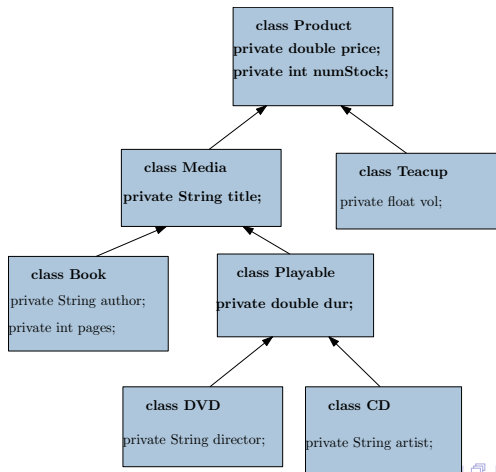 class Product
private double price;
private int numStock;
class Media
private String title;
class Teacup
private float vol;
class Book
private String author;
private int pages;
class Playable
private double dur;
class DVD
private String director;
class CD
private String artist;